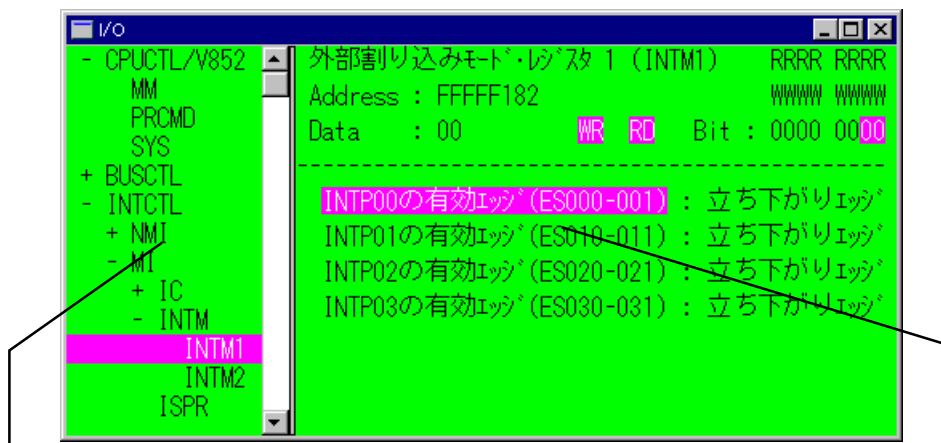 I/O
- CPUCTL/V852
MM
PRCMD
SYS
+ BUSCTL
- INTCTL
+ NMI
- MI
+ IC
- INTM
INTM1
INTM2
ISPR
外部割り込みﾓｰﾄﾞ・ﾚｼﾞｽﾀ 1 (INTM1) RRRR RRRR
Address : FFFFF182 WWWW WWWW
Data : 00 WR RD Bit : 0000 0000
--------------------------------------------------
INTP00の有効ｴｯｼﾞ(ES000-001) : 立ち下がりｴｯｼﾞ
INTP01の有効ｴｯｼﾞ(ES010-011) : 立ち下がりｴｯｼﾞ
INTP02の有効ｴｯｼﾞ(ES020-021) : 立ち下がりｴｯｼﾞ
INTP03の有効ｴｯｼﾞ(ES030-031) : 立ち下がりｴｯｼﾞ